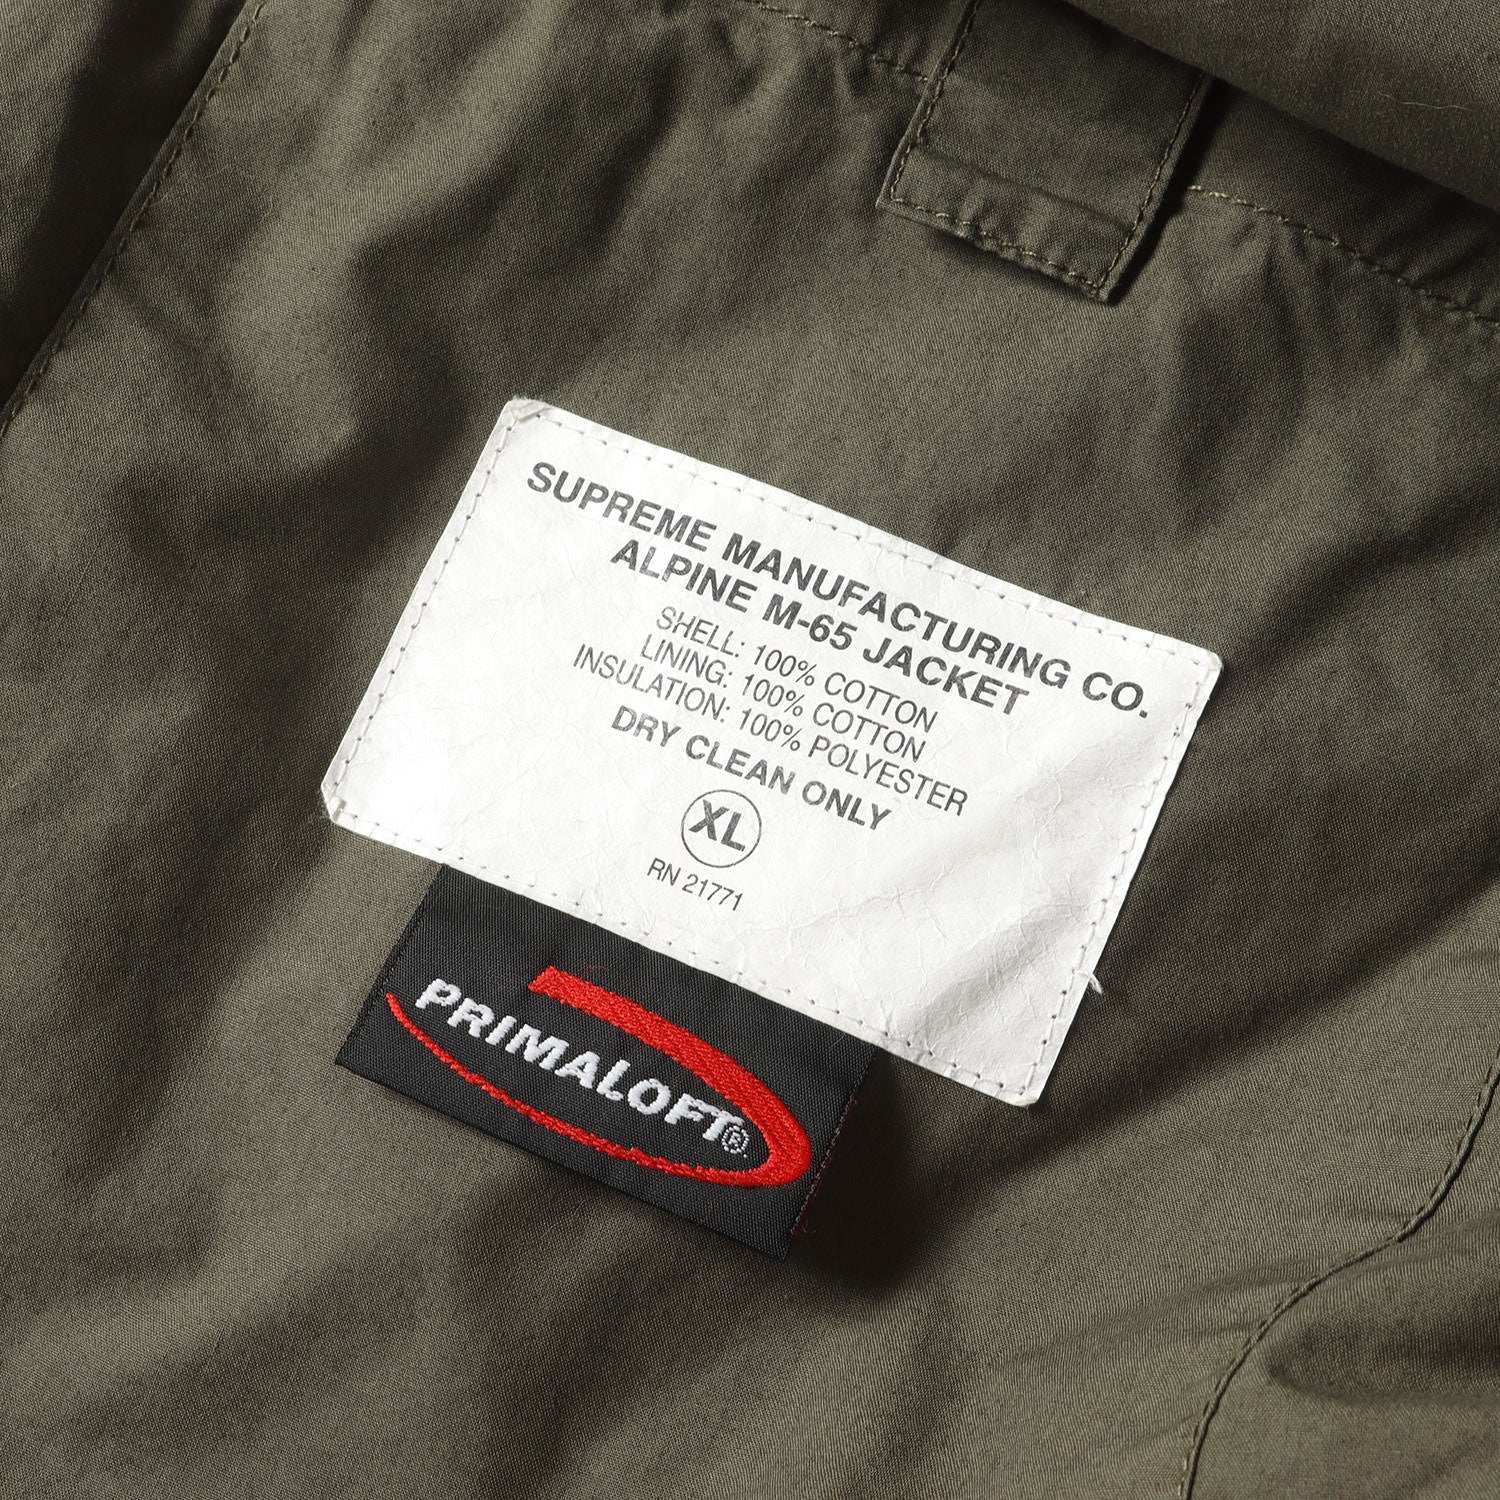 SUPREME MANUFACTURING CO.
ALPINE M-65 JACKET
SHELL: 100% COTTON
LINING: 100% COTTON
INSULATION: 100% POLYESTER
DRY CLEAN ONLY
XL
RN 21771
PRIMALOFT®